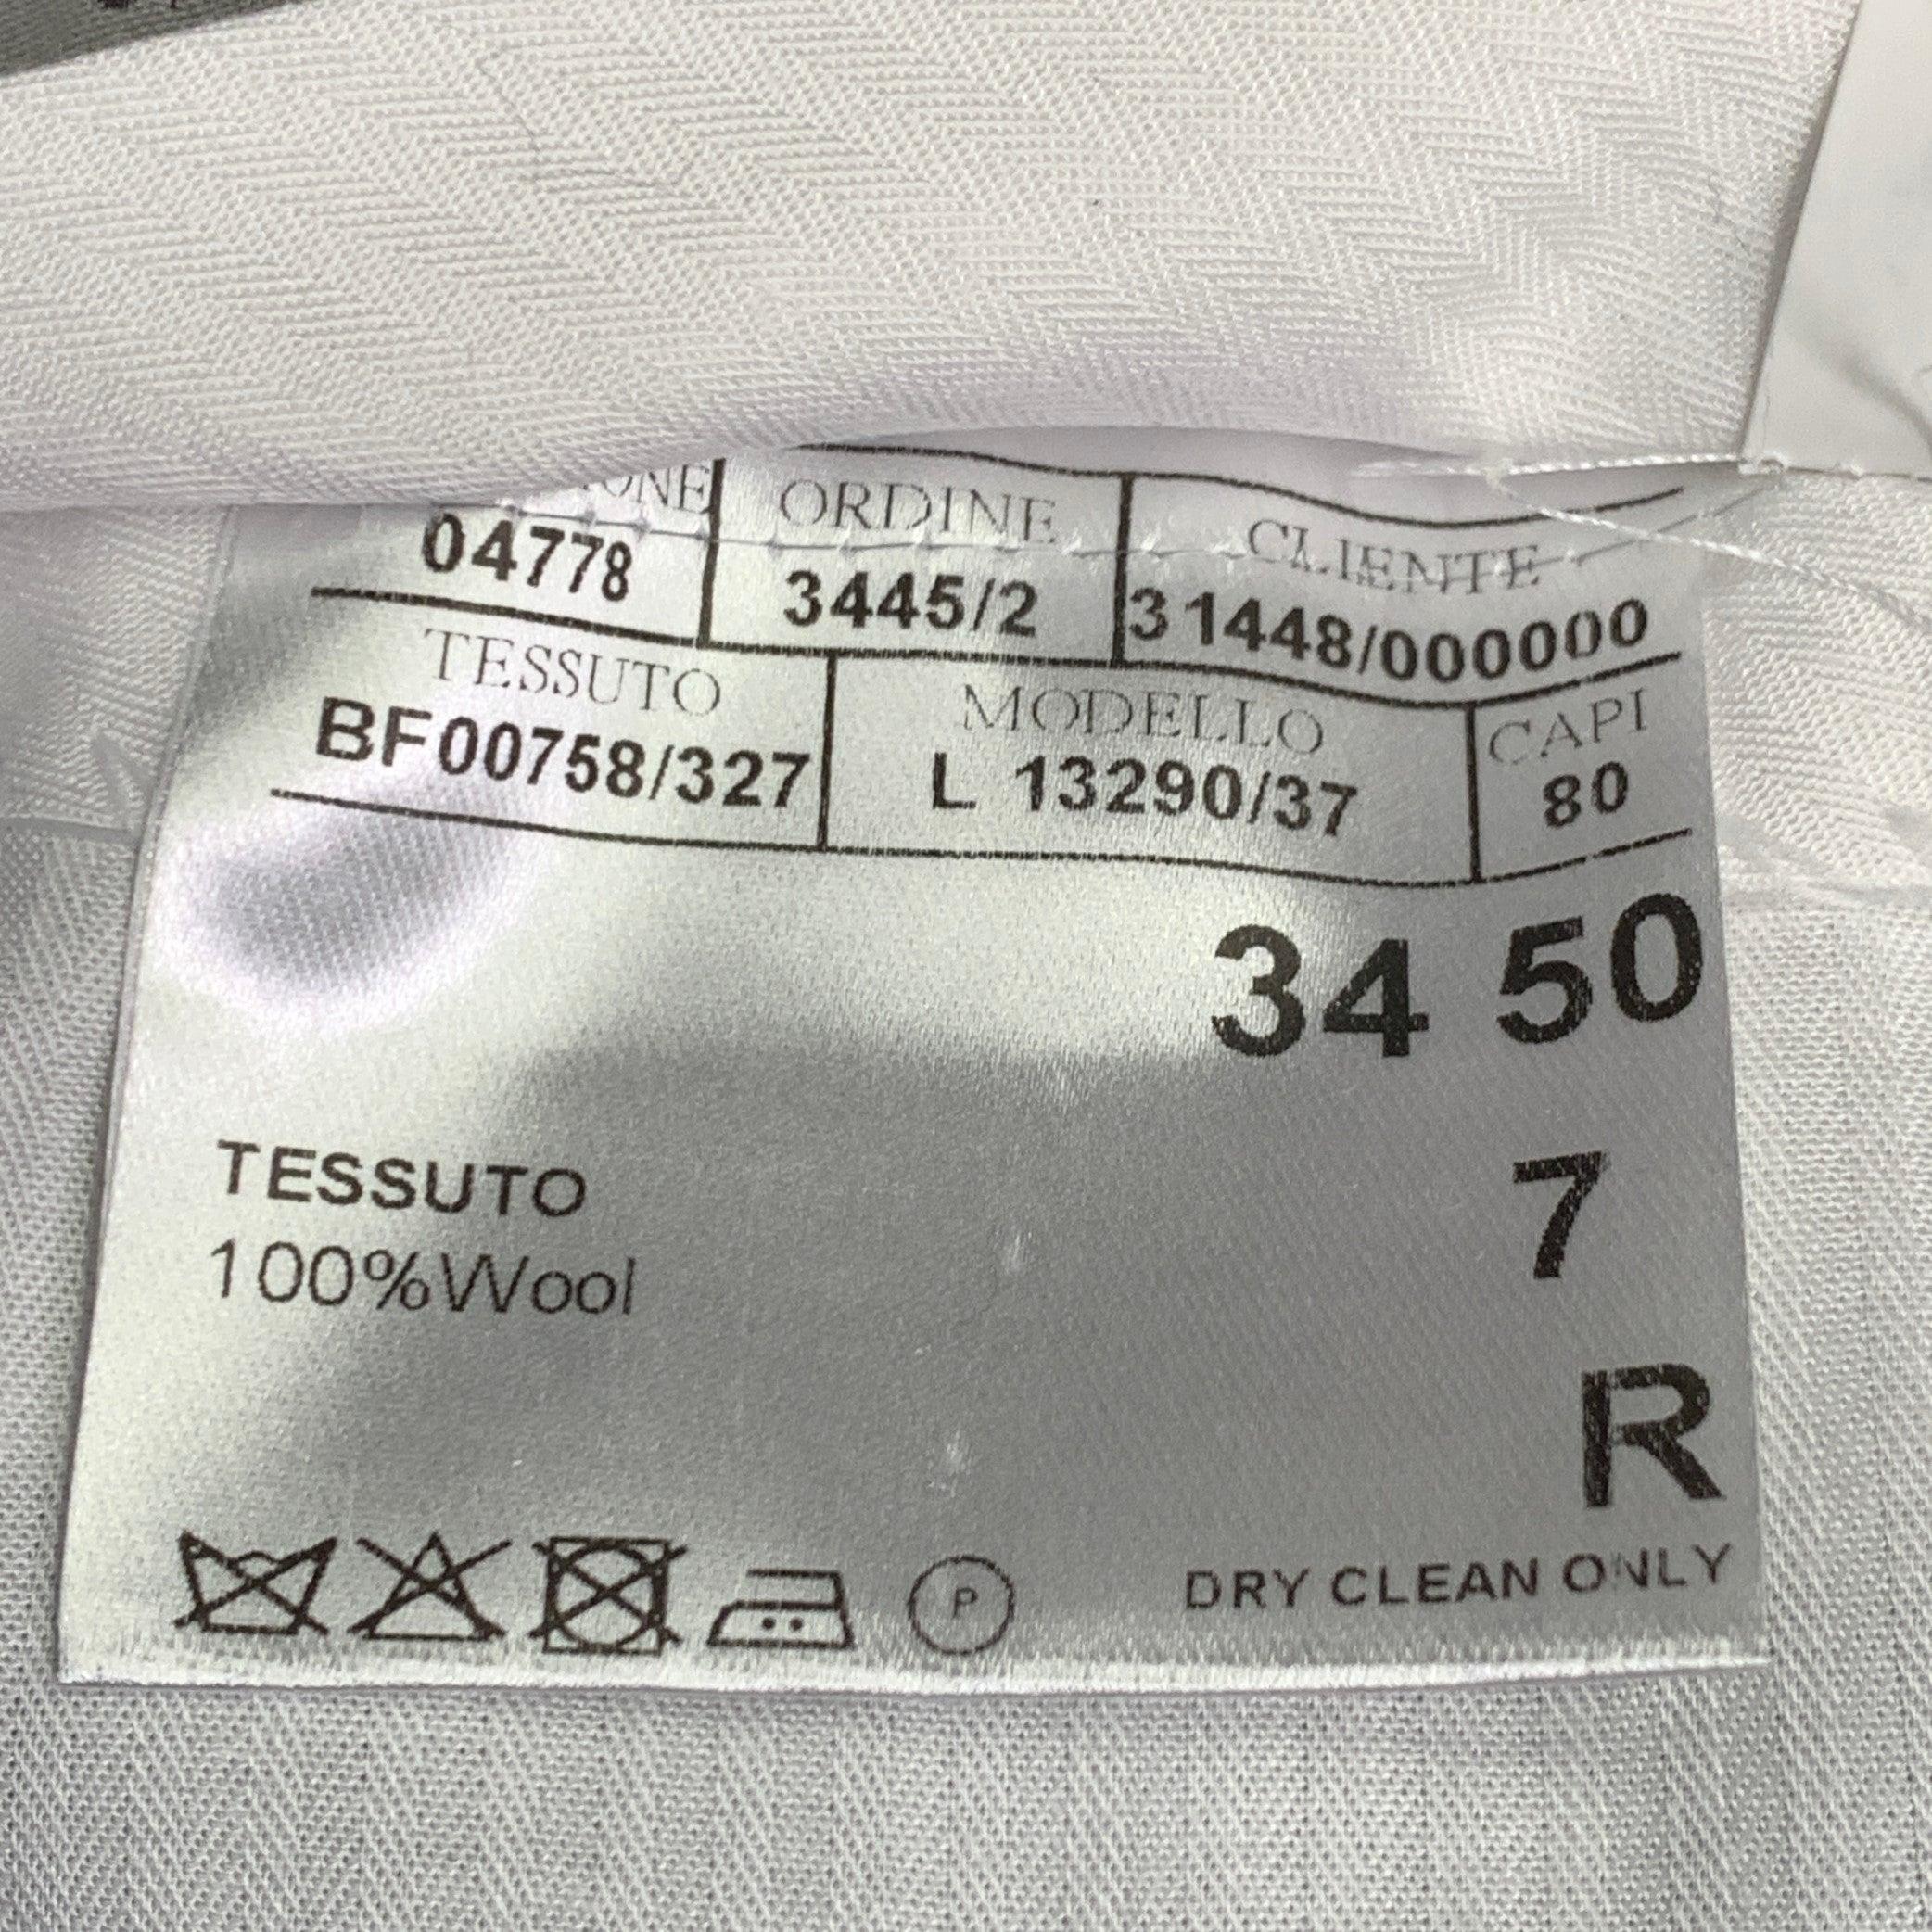 ORDINE
CLIENTE
04778
3445/2
31448/000000
TESSUTO
MODELLO
CAPI
BF00758/327
L 13290/37
80
34 50
7
R
TESSUTO
100%Wool
P
DRY CLEAN ONLY